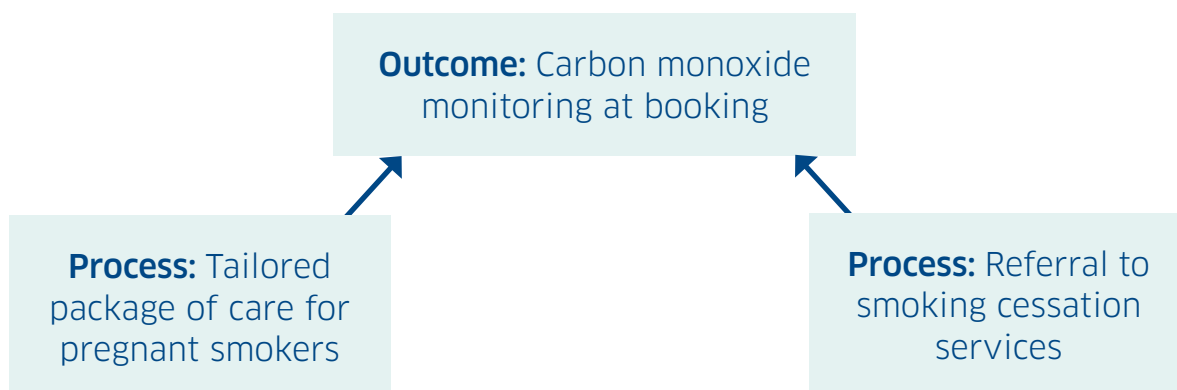 Outcome: Carbon monoxide
monitoring at booking
Process: Tailored
package of care for
pregnant smokers
Process: Referral to
smoking cessation
services